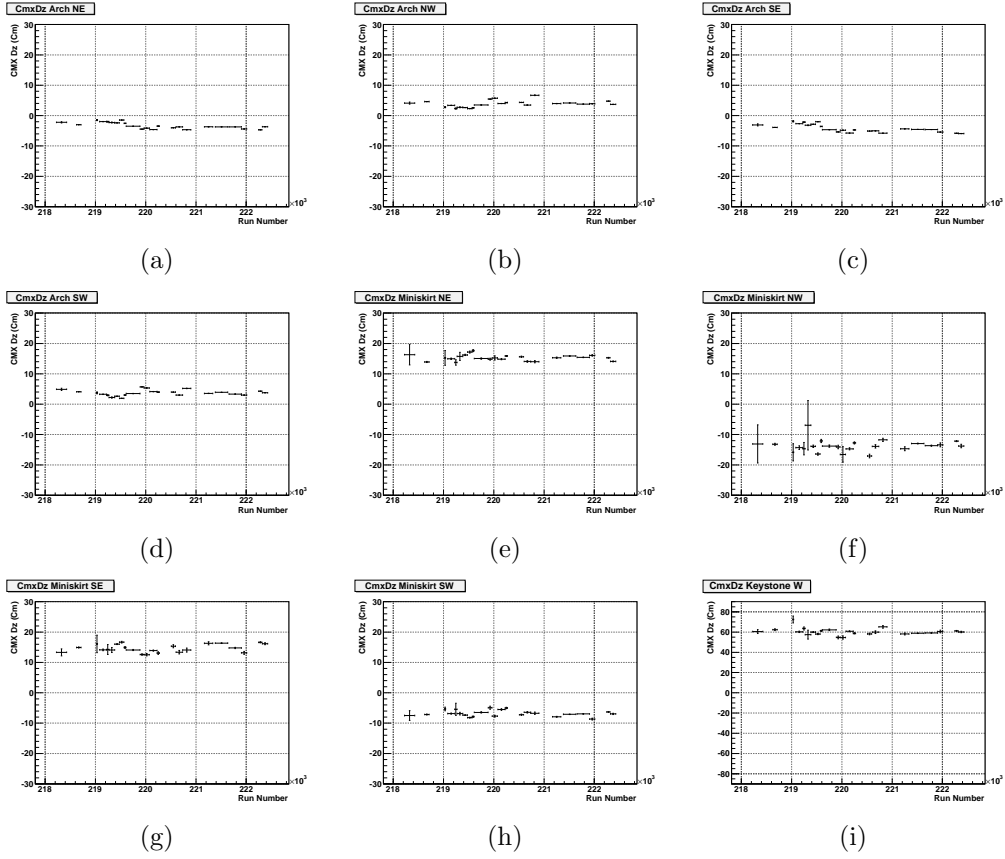 CmxDz Arch NE
CMX Dz (Cm)
30
20
10
0
-10
-20
-30
218 219 220 221 222
×10³
Run Number
(a)
CmxDz Arch NW
CMX Dz (Cm)
30
20
10
0
-10
-20
-30
218 219 220 221 222
×10³
Run Number
(b)
CmxDz Arch SE
CMX Dz (Cm)
30
20
10
0
-10
-20
-30
218 219 220 221 222
×10³
Run Number
(c)
CmxDz Arch SW
CMX Dz (Cm)
30
20
10
0
-10
-20
-30
218 219 220 221 222
×10³
Run Number
(d)
CmxDz Miniskirt NE
CMX Dz (Cm)
30
20
10
0
-10
-20
-30
218 219 220 221 222
×10³
Run Number
(e)
CmxDz Miniskirt NW
CMX Dz (Cm)
30
20
10
0
-10
-20
-30
218 219 220 221 222
×10³
Run Number
(f)
CmxDz Miniskirt SE
CMX Dz (Cm)
30
20
10
0
-10
-20
-30
218 219 220 221 222
×10³
Run Number
(g)
CmxDz Miniskirt SW
CMX Dz (Cm)
30
20
10
0
-10
-20
-30
218 219 220 221 222
×10³
Run Number
(h)
CmxDz Keystone W
CMX Dz (Cm)
80
60
40
20
0
-20
-40
-60
-80
218 219 220 221 222
×10³
Run Number
(i)